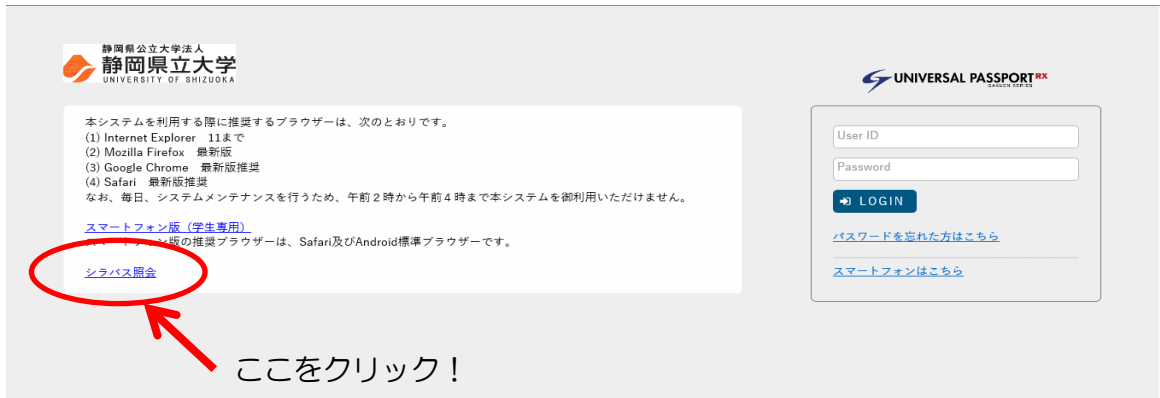 静岡県公立大学法人
静岡県立大学
UNIVERSITY OF SHIZUOKA
本システムを利用する際に推奨するブラウザーは、次のとおりです。
(1) Internet Explorer　11まで
(2) Mozilla Firefox　最新版
(3) Google Chrome　最新版推奨
(4) Safari　最新版推奨
なお、毎日、システムメンテナンスを行うため、午前２時から午前４時まで本システムを御利用いただけません。
スマートフォン版（学生専用）
スマートフォン版の推奨ブラウザーは、Safari及びAndroid標準ブラウザーです。
シラバス照会
ここをクリック！
UNIVERSAL PASSPORT RX
GAKUEN SERIES
User ID
Password
LOGIN
パスワードを忘れた方はこちら
スマートフォンはこちら